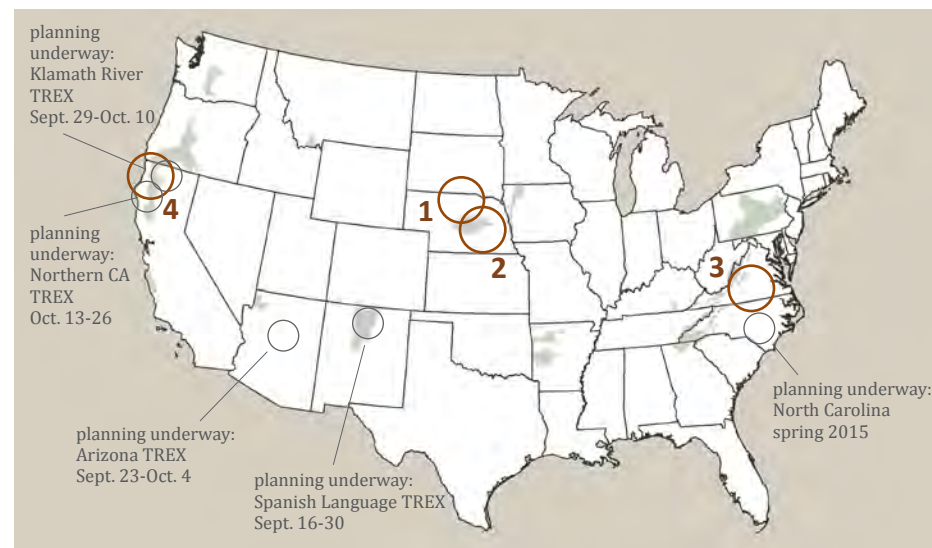 planning
underway:
Klamath River
TREX
Sept. 29-Oct. 10
4
planning
underway:
Northern CA
TREX
Oct. 13-26
1
2
3
planning underway:
Arizona TREX
Sept. 23-Oct. 4
planning underway:
Spanish Language TREX
Sept. 16-30
planning underway:
North Carolina
spring 2015